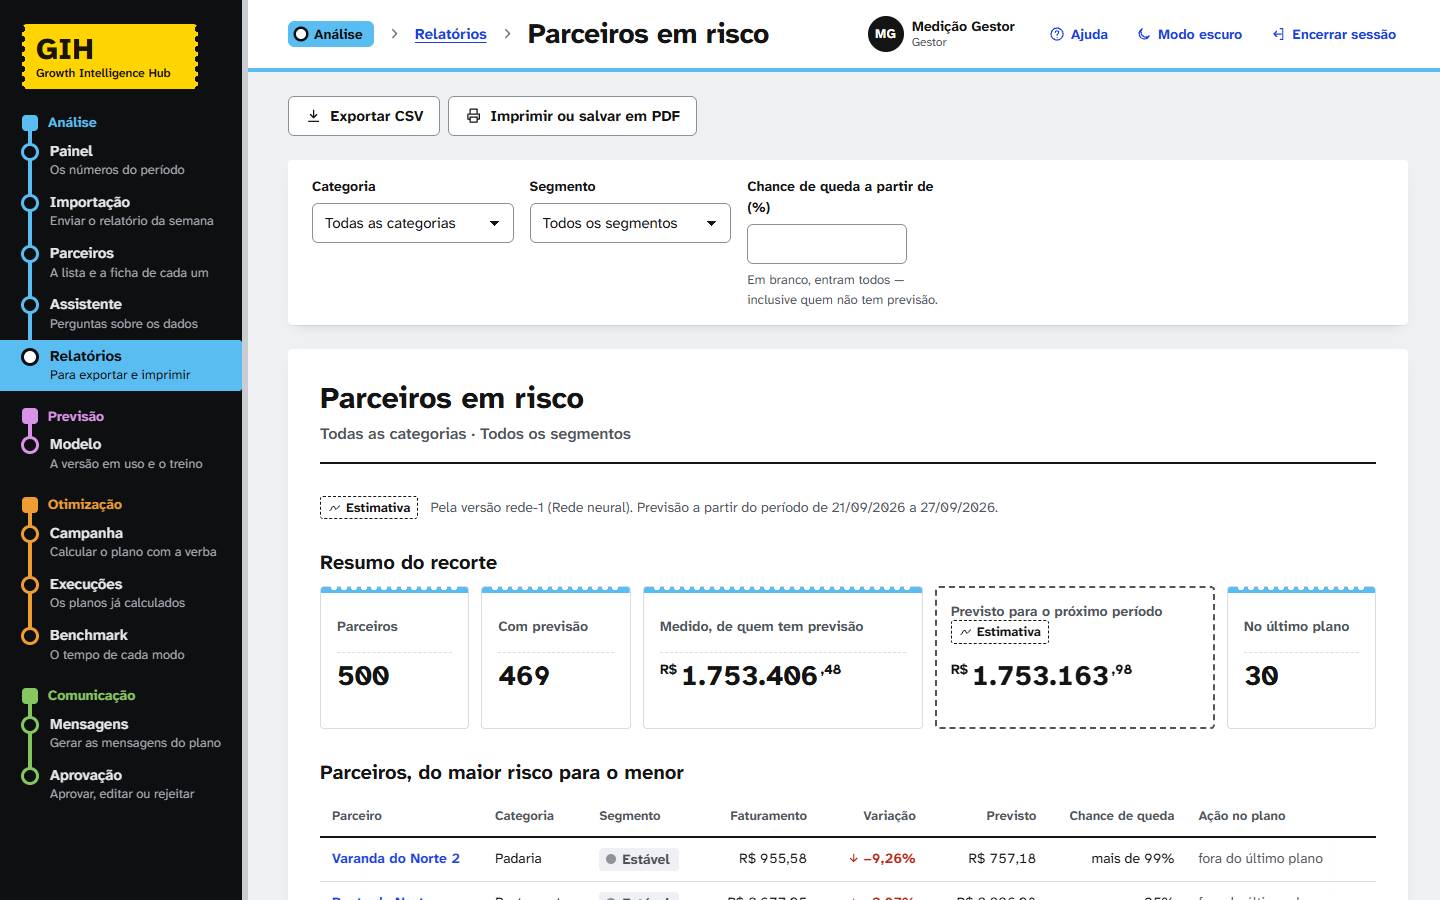 GIH
Growth Intelligence Hub
Análise
Painel
Os números do período
Importação
Enviar o relatório da semana
Parceiros
A lista e a ficha de cada um
Assistente
Perguntas sobre os dados
Relatórios
Para exportar e imprimir
Previsão
Modelo
A versão em uso e o treino
Otimização
Campanha
Calcular o plano com a verba
Execuções
Os planos já calculados
Benchmark
O tempo de cada modo
Comunicação
Mensagens
Gerar as mensagens do plano
Aprovação
Aprovar, editar ou rejeitar
Análise > Relatórios > Parceiros em risco
MG Medição Gestor
Gestor
Ajuda
Modo escuro
Encerrar sessão
Exportar CSV
Imprimir ou salvar em PDF
Categoria
Todas as categorias
Segmento
Todos os segmentos
Chance de queda a partir de
(%)
Em branco, entram todos —
inclusive quem não tem previsão.
Parceiros em risco
Todas as categorias · Todos os segmentos
Estimativa Pela versão rede-1 (Rede neural). Previsão a partir do período de 21/09/2026 a 27/09/2026.
Resumo do recorte
Parceiros
500
Com previsão
469
Medido, de quem tem previsão
R$ 1.753.406,48
Previsto para o próximo período
Estimativa
R$ 1.753.163,98
No último plano
30
Parceiros, do maior risco para o menor
Parceiro Categoria Segmento Faturamento Variação Previsto Chance de queda Ação no plano
Varanda do Norte 2 Padaria Estável R$ 955,58 ↓ −9,26% R$ 757,18 mais de 99% fora do último plano